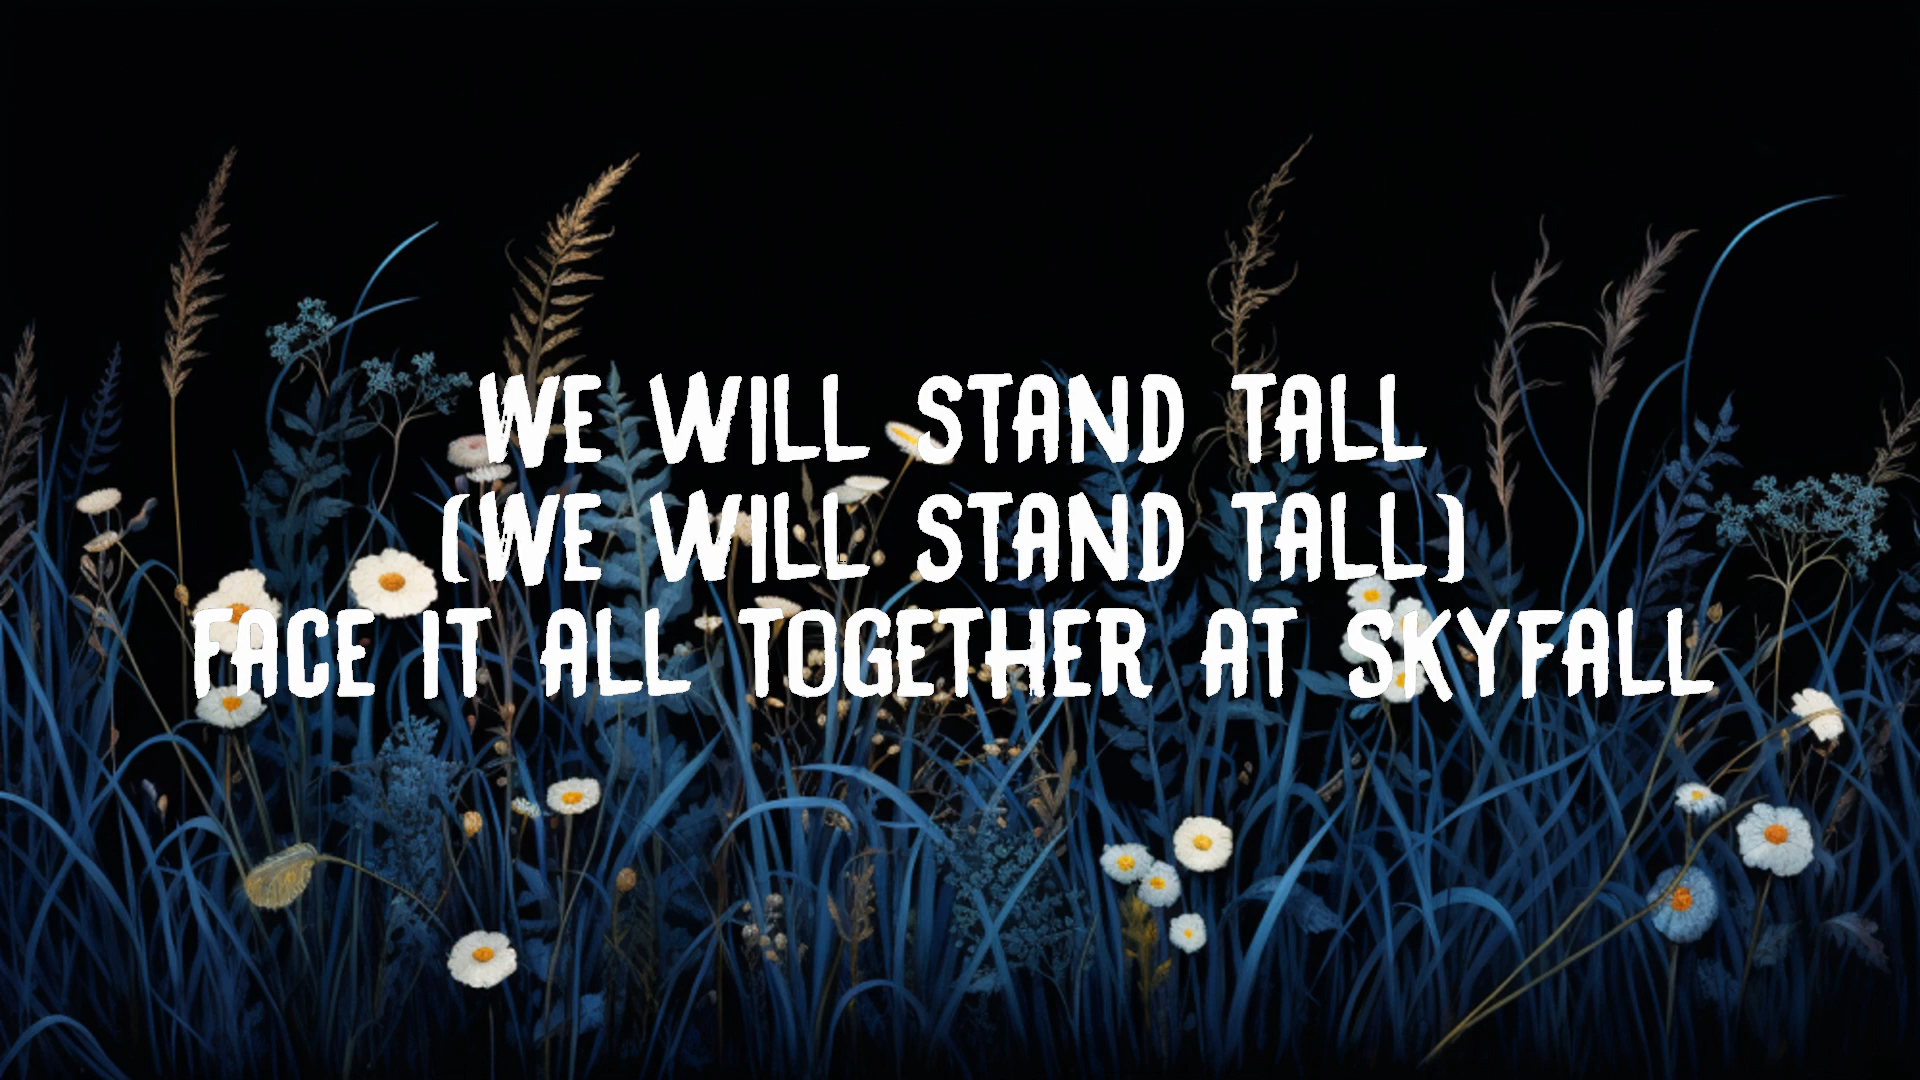 WE WILL STAND TALL
(WE WILL STAND TALL)
FACE IT ALL TOGETHER AT SKYFALL